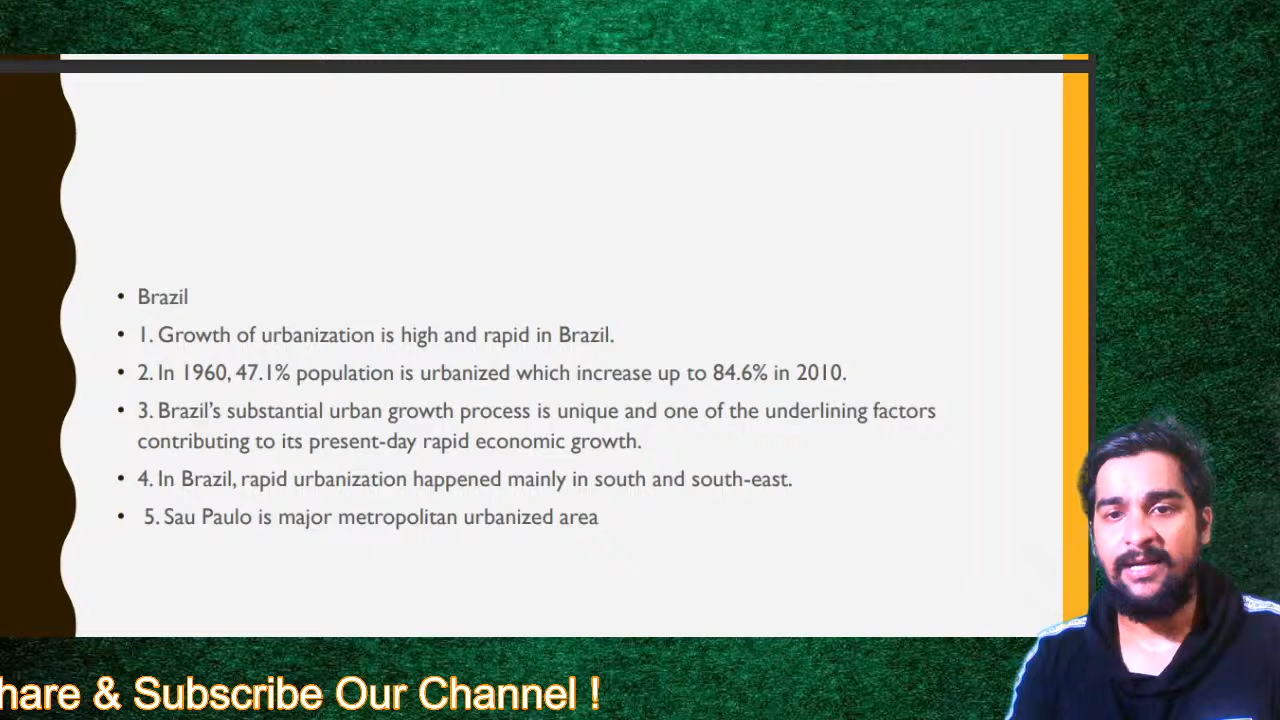 • Brazil
• 1. Growth of urbanization is high and rapid in Brazil.
• 2. In 1960, 47.1% population is urbanized which increase up to 84.6% in 2010.
• 3. Brazil's substantial urban growth process is unique and one of the underlining factors
contributing to its present-day rapid economic growth.
• 4. In Brazil, rapid urbanization happened mainly in south and south-east.
• 5. Sau Paulo is major metropolitan urbanized area
hare & Subscribe Our Channel !